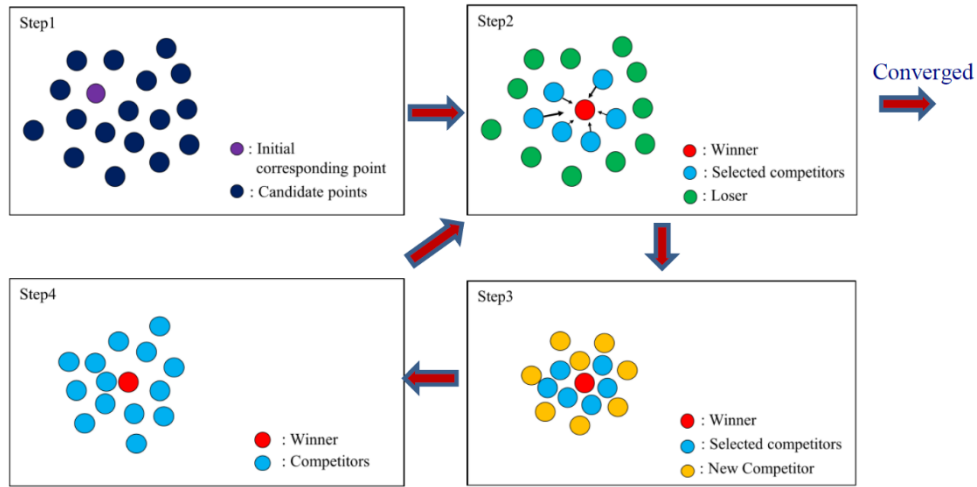 Step1
: Initial
corresponding point
: Candidate points
Step2
: Winner
: Selected competitors
: Loser
Converged
Step4
: Winner
: Competitors
Step3
: Winner
: Selected competitors
: New Competitor